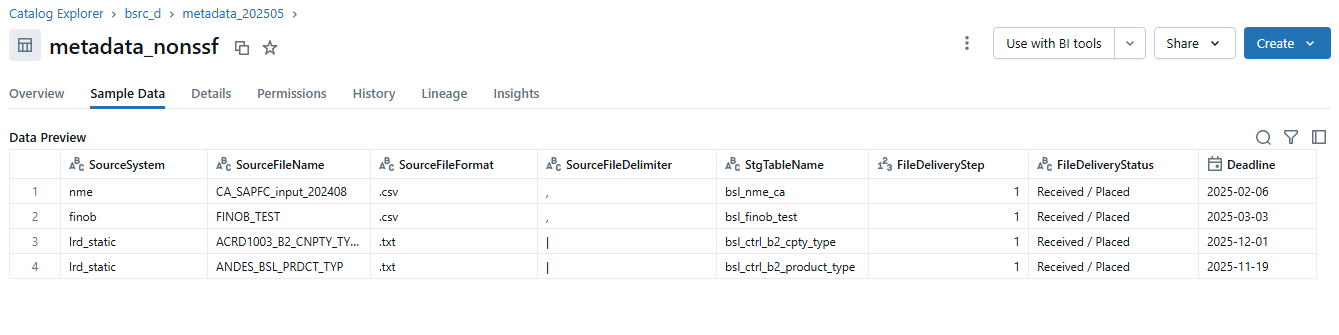 Catalog Explorer > bsrc_d > metadata_202505 >
metadata_nonssf
Use with BI tools
Share
Create
Overview Sample Data Details Permissions History Lineage Insights
Data Preview
SourceSystem SourceFileName SourceFileFormat SourceFileDelimiter StgTableName FileDeliveryStep FileDeliveryStatus Deadline
1 nme CA_SAPFC_input_202408 .csv , bsl_nme_ca 1 Received / Placed 2025-02-06
2 finob FINOB_TEST .csv , bsl_finob_test 1 Received / Placed 2025-03-03
3 lrd_static ACRD1003_B2_CNPTY_TY... .txt | bsl_ctrl_b2_cpty_type 1 Received / Placed 2025-12-01
4 lrd_static ANDES_BSL_PRDCT_TYP .txt | bsl_ctrl_b2_product_type 1 Received / Placed 2025-11-19